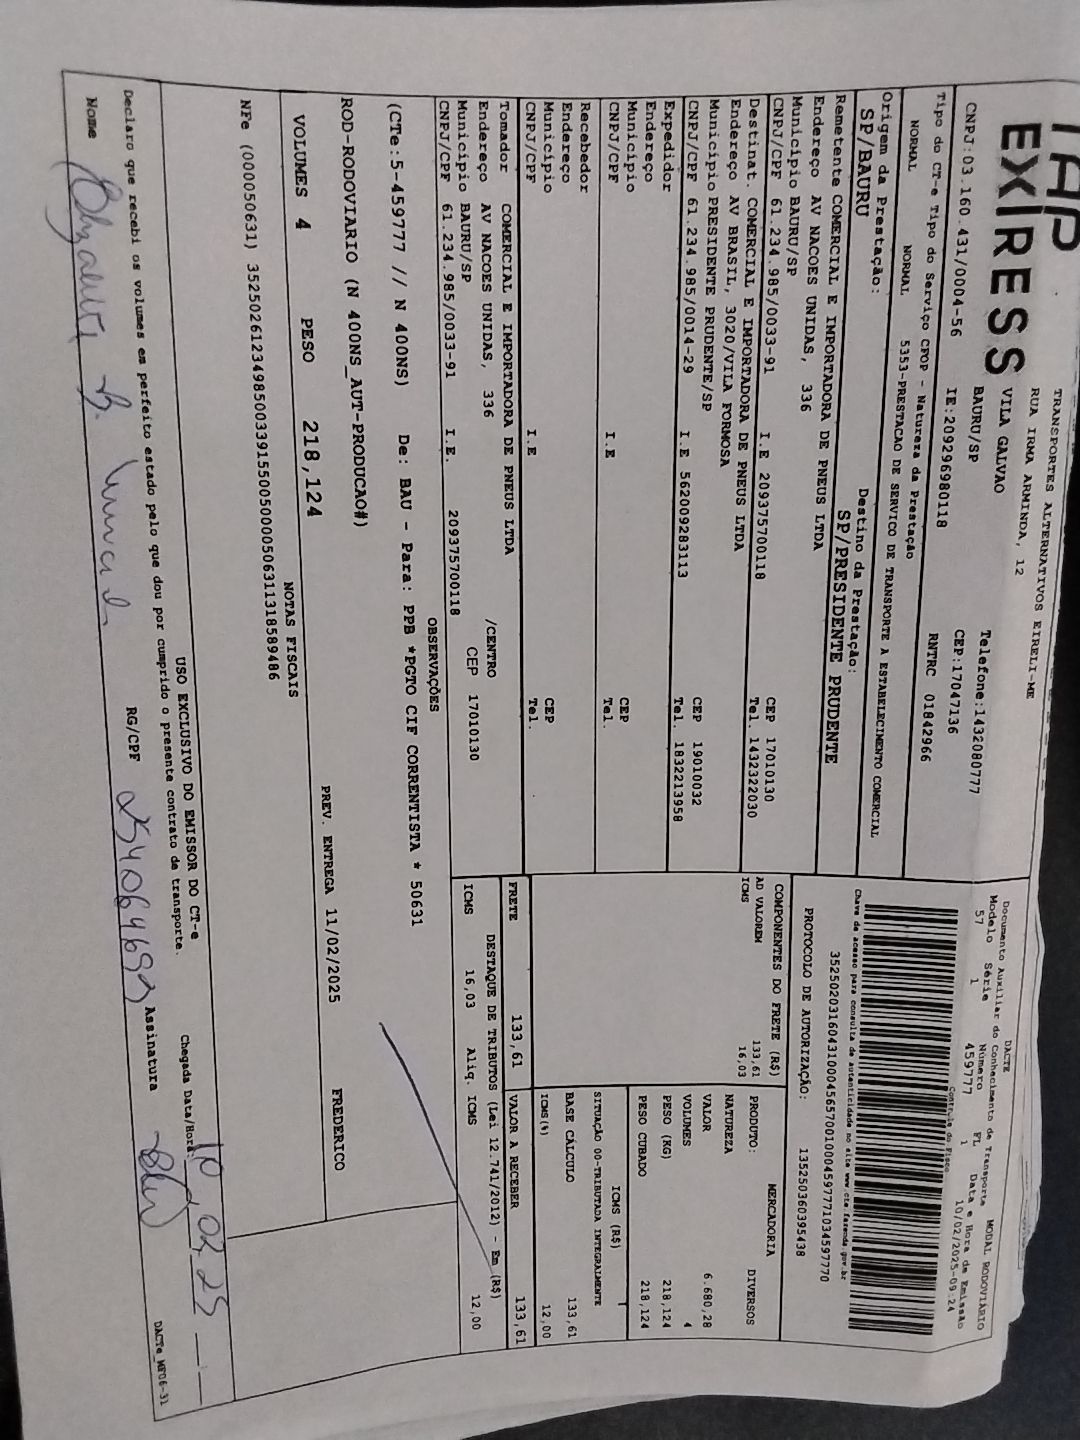 TAP
EXPRESS
TRANSPORTES ALTERNATIVOS EIRELI-ME
RUA IRMA ARMINDA, 12
VILA GALVAO
BAURU/SP
Telefone:1432080777
CEP:17047136
CNPJ:03.160.431/0004-56
IE:209296980118
RNTRC 01842966
Tipo do CT-e Tipo do Serviço CFOP - Natureza da Prestação
NORMAL NORMAL 5353-PRESTACAO DE SERVICO DE TRANSPORTE A ESTABELECIMENTO COMERCIAL
Origem da Prestação: Destino da Prestação:
SP/BAURU SP/PRESIDENTE PRUDENTE
Remetente COMERCIAL E IMPORTADORA DE PNEUS LTDA
Endereço AV NACOES UNIDAS, 336
Município BAURU/SP CEP 17010130
CNPJ/CPF 61.234.985/0033-91 I.E 209375700118 Tel. 1432322030
Destinat. COMERCIAL E IMPORTADORA DE PNEUS LTDA
Endereço AV BRASIL, 3020/VILA FORMOSA
Município PRESIDENTE PRUDENTE/SP CEP 19010032
CNPJ/CPF 61.234.985/0014-29 I.E 562009283113 Tel. 1832213958
Expedidor
Endereço
Município CEP
CNPJ/CPF I.E Tel.
Recebedor
Endereço
Município CEP
CNPJ/CPF I.E Tel.
Tomador COMERCIAL E IMPORTADORA DE PNEUS LTDA
Endereço AV NACOES UNIDAS, 336 /CENTRO
Município BAURU/SP CEP 17010130
CNPJ/CPF 61.234.985/0033-91 I.E. 209375700118
DACTE
Documento Auxiliar do Conhecimento de Transporte MODAL RODOVIÁRIO
Modelo Série Número FL Data e Hora de Emissão
57 1 459777 1 10/02/2025-09:24
Controle do Fisco
Chave de acesso para consulta de autenticidade no site www.cte.fazenda.gov.br
35250203160431000456570010004597771034597770
PROTOCOLO DE AUTORIZAÇÃO: 135250360395438
COMPONENTES DO FRETE (R$)
AD VALOREM 133,61
ICMS 16,03
MERCADORIA
PRODUTO: DIVERSOS
NATUREZA
VALOR 6.680,28
VOLUMES 4
PESO (KG) 218,124
PESO CUBADO 218,124
ICMS (R$)
SITUAÇÃO 00-TRIBUTADA INTEGRALMENTE
BASE CÁLCULO 133,61
ICMS(%) 12,00
FRETE 133,61 VALOR A RECEBER 133,61
DESTAQUE DE TRIBUTOS (Lei 12.741/2012) - Em (R$)
ICMS 16,03 Aliq. ICMS 12,00
OBSERVAÇÕES
(CTe:5-459777 // N 400NS) De: BAU - Para: PPB *PGTO CIF CORRENTISTA * 50631
ROD-RODOVIARIO (N 400NS_AUT-PRODUCAO#)
VOLUMES 4 PESO 218,124 PREV. ENTREGA 11/02/2025 FREDERICO
NOTAS FISCAIS
NFe (000050631) 35250261234985003391550050000506311318589486
USO EXCLUSIVO DO EMISSOR DO CT-e
Declaro que recebi os volumes em perfeito estado pelo que dou por cumprido o presente contrato de transporte. Chegada Data/Hora: 10,02,25
Nome RG/CPF Assinatura
DACTe_MF06-31